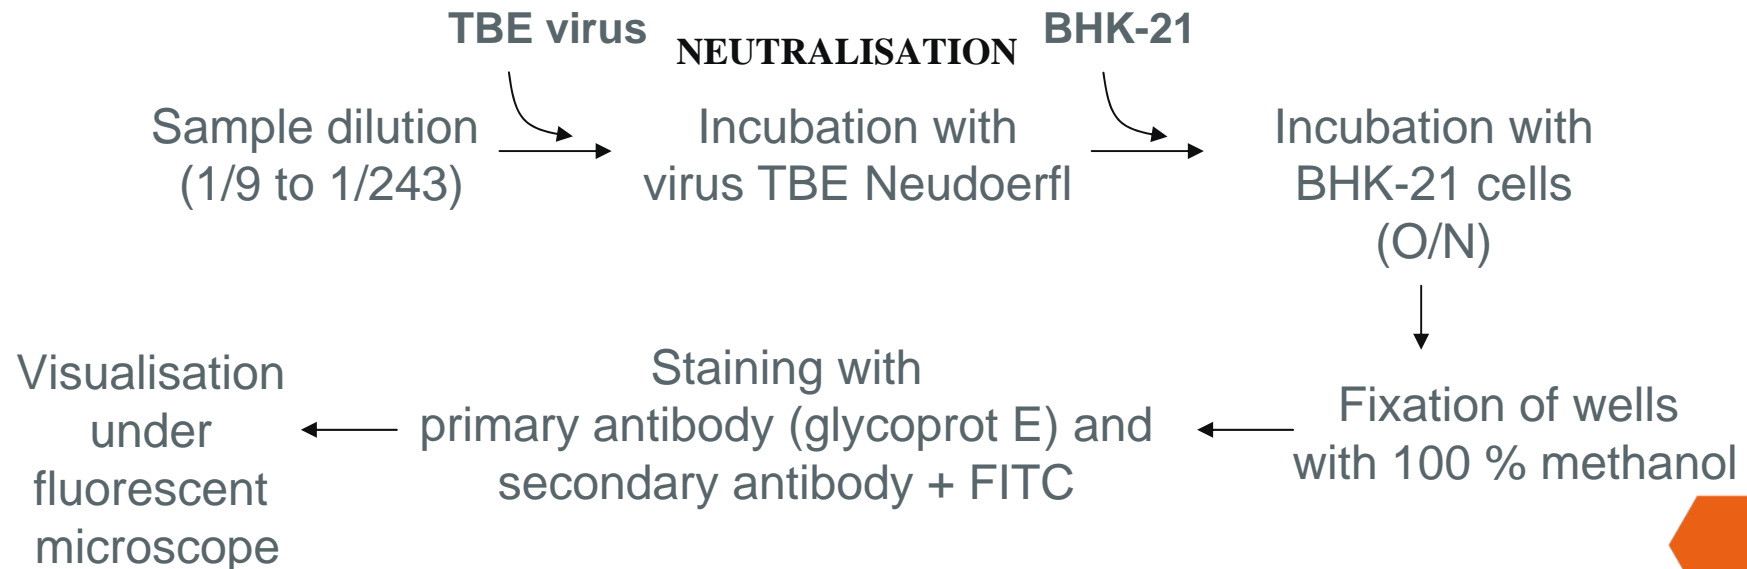 TBE virus
NEUTRALISATION
BHK-21
Sample dilution
(1/9 to 1/243)
Incubation with
virus TBE Neudoerfl
Incubation with
BHK-21 cells
(O/N)
Fixation of wells
with 100 % methanol
Staining with
primary antibody (glycoprot E) and
secondary antibody + FITC
Visualisation
under
fluorescent
microscope